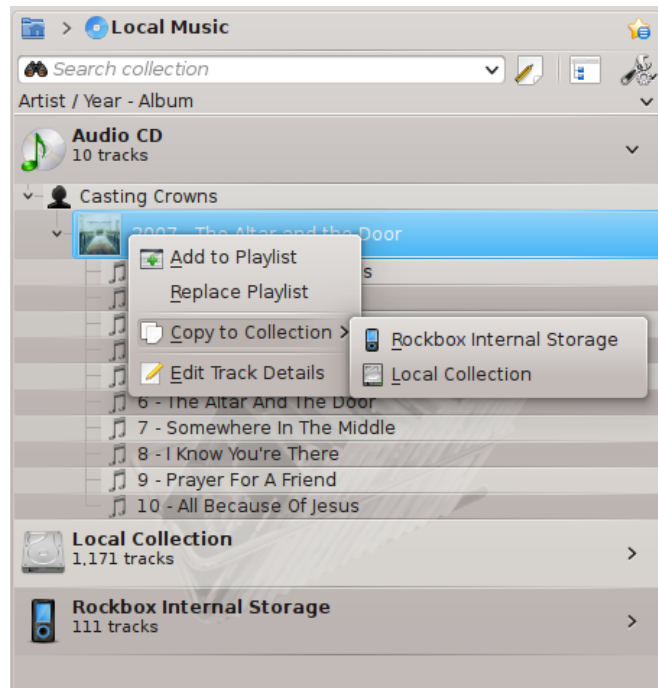 > Local Music
Search collection
Artist / Year - Album
Audio CD
10 tracks
Casting Crowns
2007 - The Altar and the Door
Add to Playlist
s
Replace Playlist
Copy to Collection >
Rockbox Internal Storage
Edit Track Details
Local Collection
6 - The Altar And The Door
7 - Somewhere In The Middle
8 - I Know You're There
9 - Prayer For A Friend
10 - All Because Of Jesus
Local Collection
1,171 tracks
Rockbox Internal Storage
111 tracks